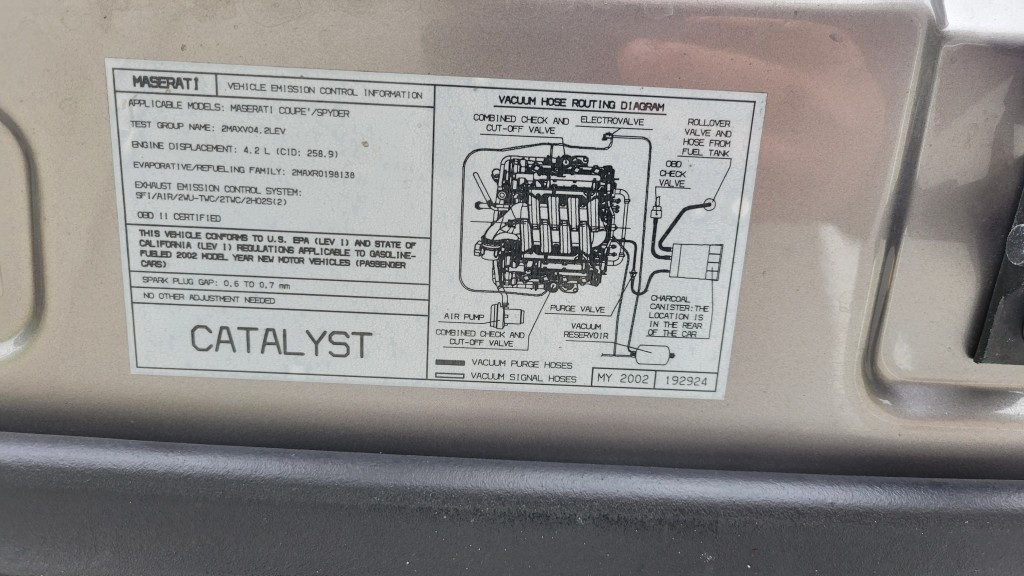 MASERATI
VEHICLE EMISSION CONTROL INFORMATION
APPLICABLE MODELS: MASERATI COUPE'/SPYDER
TEST GROUP NAME: 2MAXV04.2LEV
ENGINE DISPLACEMENT: 4.2 L (CID: 258.9)
EVAPORATIVE/REFUELING FAMILY: 2MAXR0198138
EXHAUST EMISSION CONTROL SYSTEM:
SFI/AIR/2WU-TWC/2TWC/2HO2S(2)
OBD II CERTIFIED
THIS VEHICLE CONFORMS TO U.S. EPA (LEV I) AND STATE OF
CALIFORNIA (LEV I) REGULATIONS APPLICABLE TO GASOLINE-
FUELED 2002 MODEL YEAR NEW MOTOR VEHICLES (PASSENGER
CARS)
SPARK PLUG GAP: 0,6 TO 0,7 mm
NO OTHER ADJUSTMENT NEEDED
CATALYST
VACUUM HOSE ROUTING DIAGRAM
COMBINED CHECK AND
CUT-OFF VALVE
ELECTROVALVE
ROLLOVER
VALVE AND
HOSE FROM
FUEL TANK
OBD
CHECK
VALVE
AIR PUMP
COMBINED CHECK AND
CUT-OFF VALVE
PURGE VALVE
VACUUM
RESERVOIR
CHARCOAL
CANISTER: THE
LOCATION IS
IN THE REAR
OF THE CAR
VACUUM PURGE HOSES
VACUUM SIGNAL HOSES
MY 2002
192924